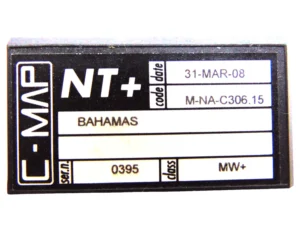 C-MAP
NT+
date 31-MAR-08
code M-NA-C306.15
BAHAMAS
ser.n. 0395 class MW+